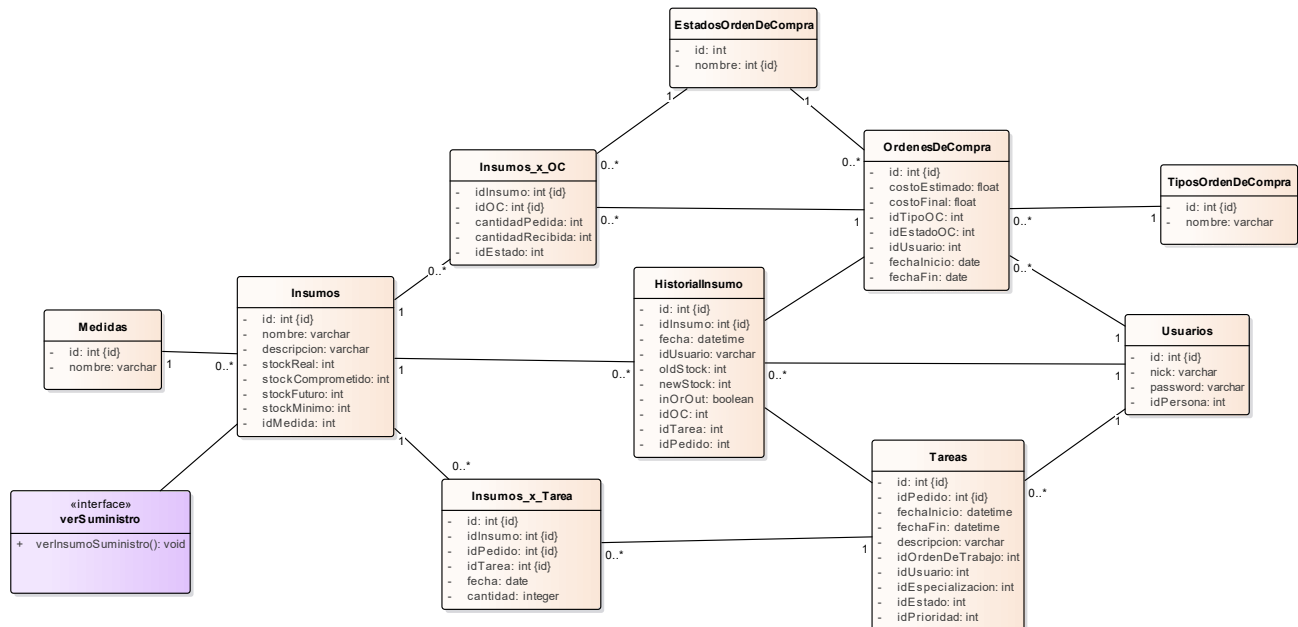 EstadosOrdenDeCompra
- id: int
- nombre: int {id}
1
1
0..*
0..*
Insumos_x_OC
- idInsumo: int {id}
- idOC: int {id}
- cantidadPedida: int
- cantidadRecibida: int
- idEstado: int
0..*
0..*
1
OrdenesDeCompra
- id: int {id}
- costoEstimado: float
- costoFinal: float
- idTipoOC: int
- idEstadoOC: int
- idUsuario: int
- fechaInicio: date
- fechaFin: date
0..*
1
0..*
TiposOrdenDeCompra
- id: int {id}
- nombre: varchar
Medidas
- id: int {id}
- nombre: varchar
1
0..*
Insumos
- id: int {id}
- nombre: varchar
- descripcion: varchar
- stockReal: int
- stockComprometido: int
- stockFuturo: int
- stockMinimo: int
- idMedida: int
1
1
1
HistorialInsumo
- id: int {id}
- idInsumo: int {id}
- fecha: datetime
- idUsuario: varchar
- oldStock: int
- newStock: int
- inOrOut: boolean
- idOC: int
- idTarea: int
- idPedido: int
0..*
0..*
Usuarios
- id: int {id}
- nick: varchar
- password: varchar
- idPersona: int
1
1
1
«interface»
verSuministro
+ verInsumoSuministro(): void
0..*
Insumos_x_Tarea
- id: int {id}
- idInsumo: int {id}
- idPedido: int {id}
- idTarea: int {id}
- fecha: date
- cantidad: integer
0..*
1
Tareas
- id: int {id}
- idPedido: int {id}
- fechaInicio: datetime
- fechaFin: datetime
- descripcion: varchar
- idOrdenDeTrabajo: int
- idUsuario: int
- idEspecializacion: int
- idEstado: int
- idPrioridad: int
0..*